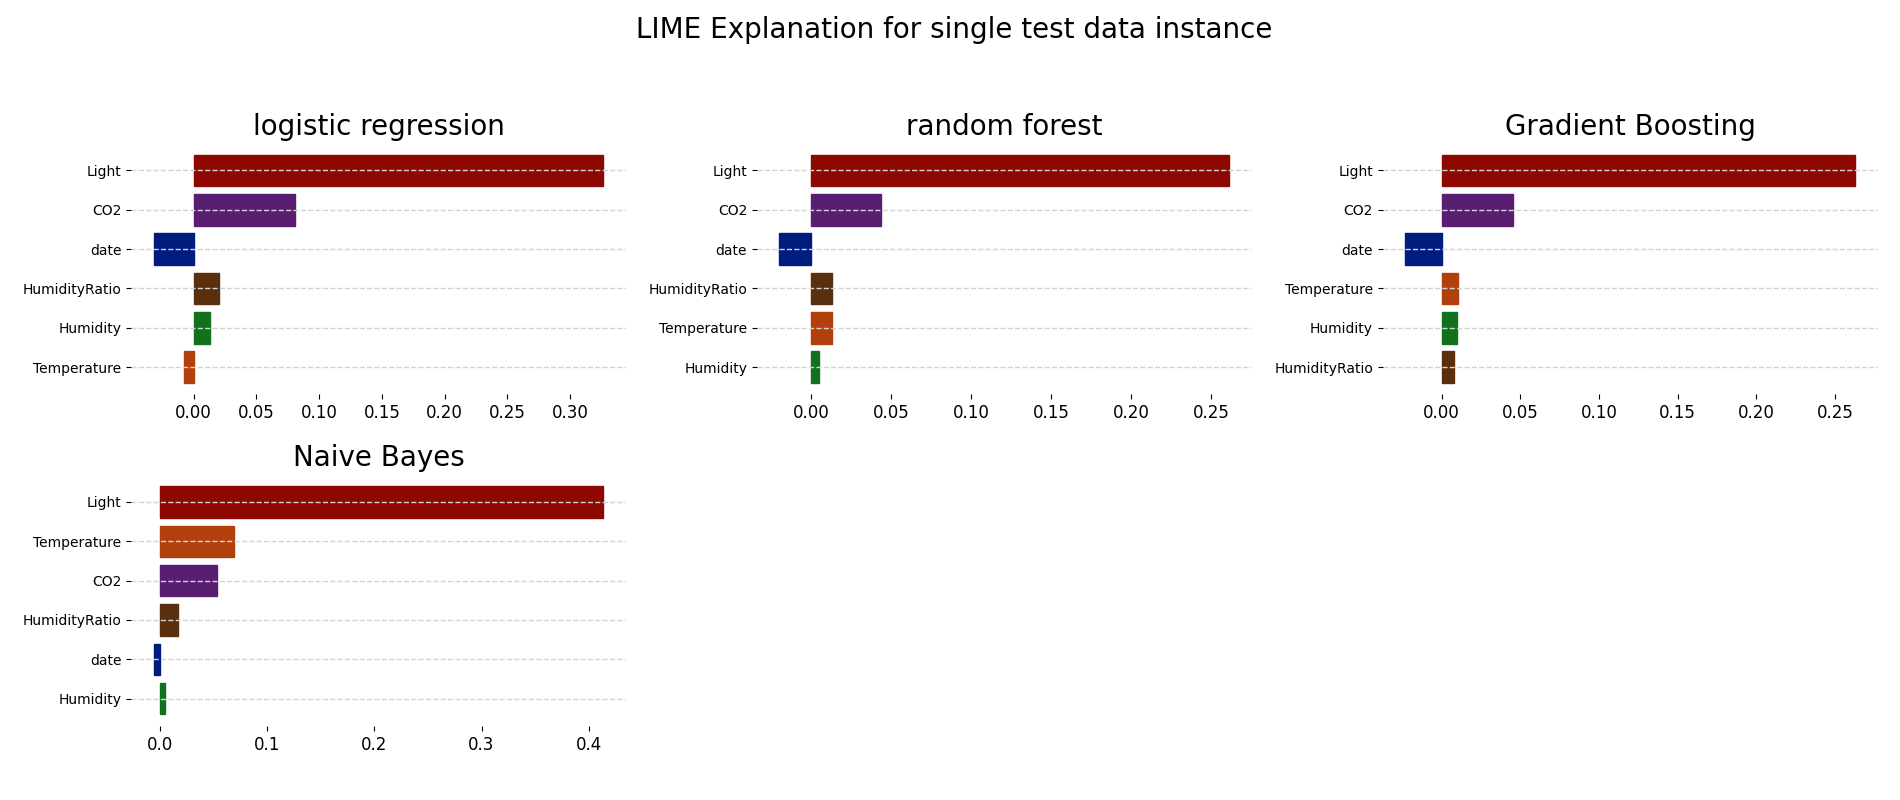 LIME Explanation for single test data instance
logistic regression
Light
CO2
date
HumidityRatio
Humidity
Temperature
0.00 0.05 0.10 0.15 0.20 0.25 0.30
random forest
Light
CO2
date
HumidityRatio
Temperature
Humidity
0.00 0.05 0.10 0.15 0.20 0.25
Gradient Boosting
Light
CO2
date
Temperature
Humidity
HumidityRatio
0.00 0.05 0.10 0.15 0.20 0.25
Naive Bayes
Light
Temperature
CO2
HumidityRatio
date
Humidity
0.0 0.1 0.2 0.3 0.4